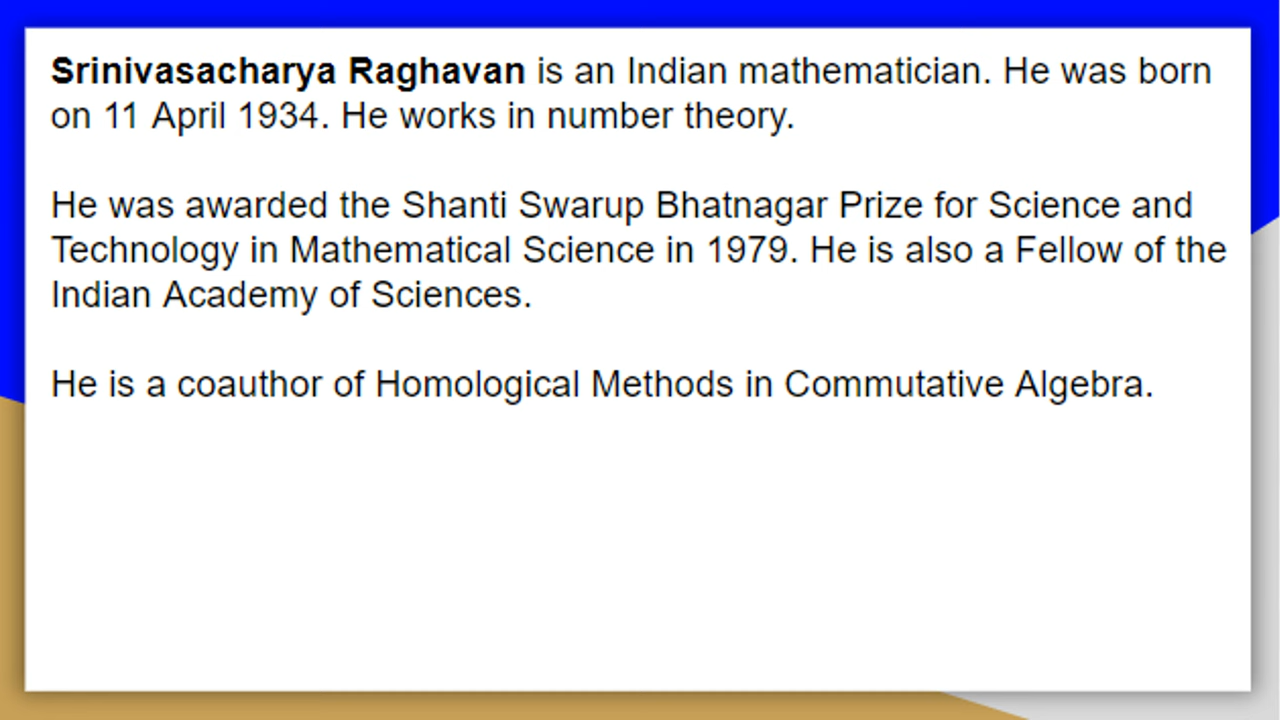 Srinivasacharya Raghavan is an Indian mathematician. He was born
on 11 April 1934. He works in number theory.
He was awarded the Shanti Swarup Bhatnagar Prize for Science and
Technology in Mathematical Science in 1979. He is also a Fellow of the
Indian Academy of Sciences.
He is a coauthor of Homological Methods in Commutative Algebra.